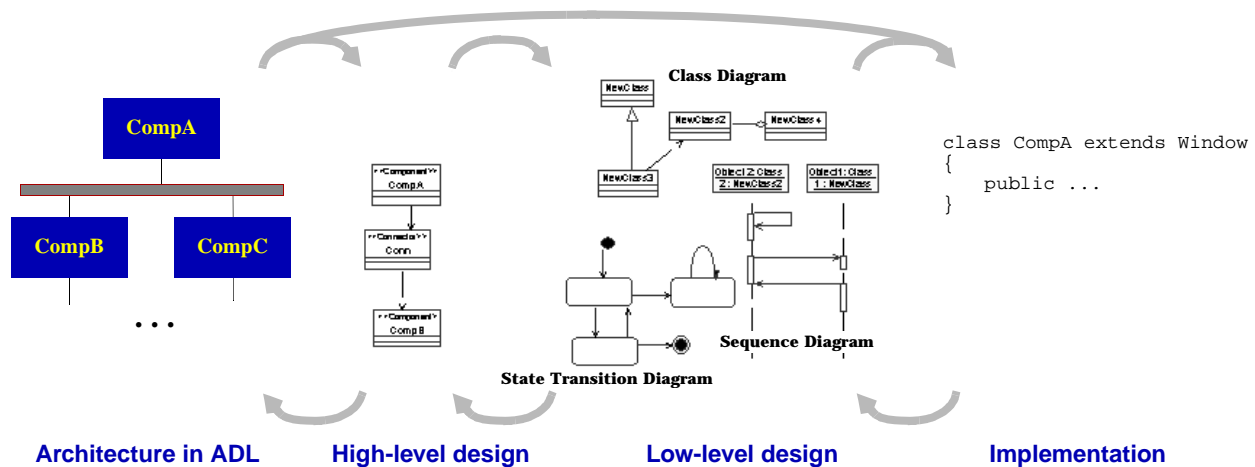 CompA
CompB
CompC
...
<<Component>>
CompA
<<Connector>>
Conn
<<Component>
CompB
Class Diagram
NewClass
NewClass2
NewClass4
NewClass3
Object2:Class
2 : NewClass2
Object1: Class
1 : NewClass
Sequence Diagram
State Transition Diagram
class CompA extends Window
{
public ...
}
Architecture in ADL
High-level design
Low-level design
Implementation